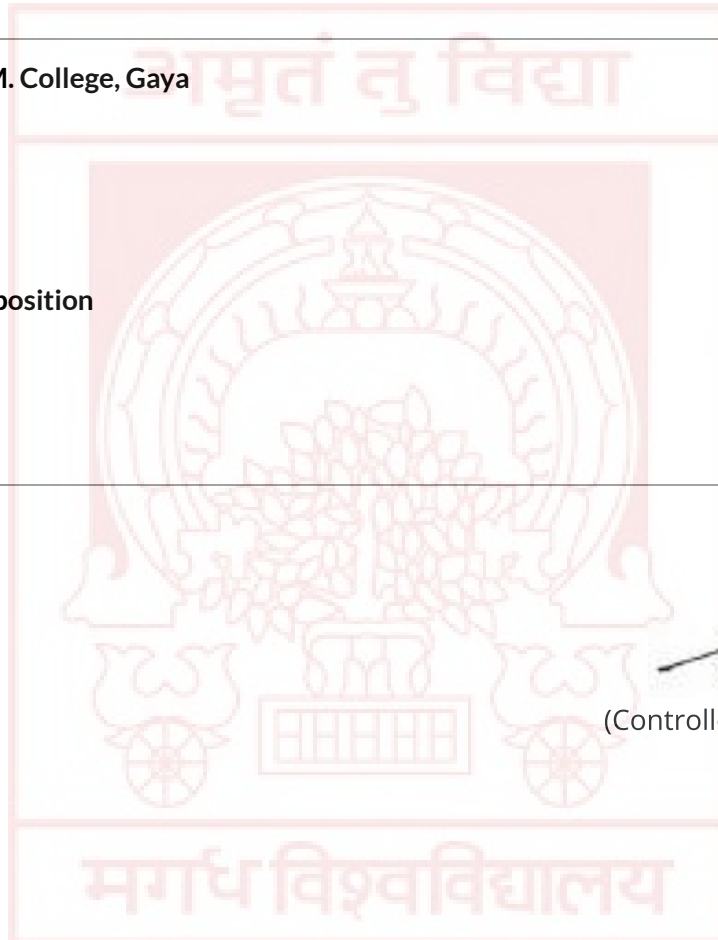 अमृतं तु विद्या
M. College, Gaya
position
(Controll
मगध विश्वविद्यालय